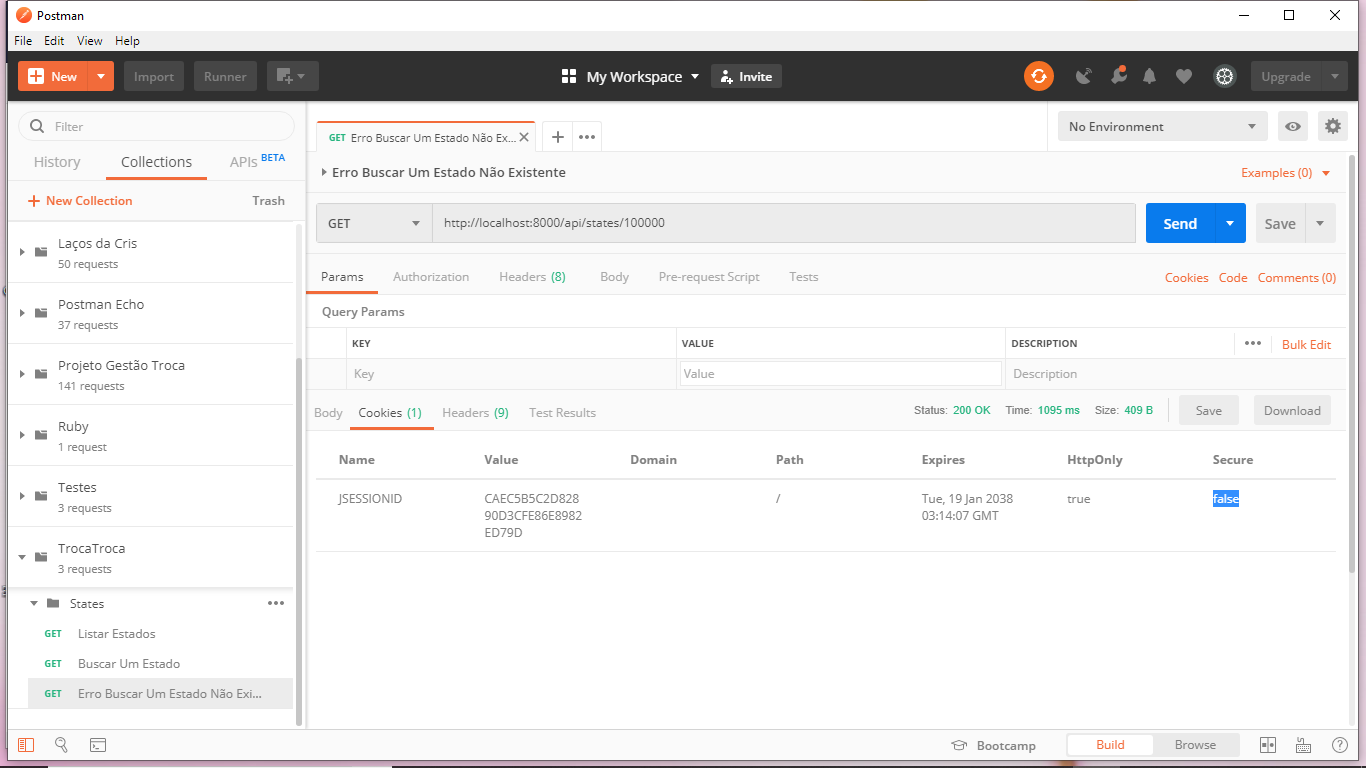 Postman
File Edit View Help
New Import Runner My Workspace Invite Upgrade
Filter
History Collections APIs BETA
New Collection Trash
Laços da Cris
50 requests
Postman Echo
37 requests
Projeto Gestão Troca
141 requests
Ruby
1 request
Testes
3 requests
TrocaTroca
3 requests
States
GET Listar Estados
GET Buscar Um Estado
GET Erro Buscar Um Estado Não Exi...
GET Erro Buscar Um Estado Não Ex...
No Environment
Erro Buscar Um Estado Não Existente
Examples (0)
GET http://localhost:8000/api/states/100000 Send Save
Params Authorization Headers (8) Body Pre-request Script Tests Cookies Code Comments (0)
Query Params
KEY VALUE DESCRIPTION Bulk Edit
Key Value Description
Body Cookies (1) Headers (9) Test Results Status: 200 OK Time: 1095 ms Size: 409 B Save Download
Name Value Domain Path Expires HttpOnly Secure
JSESSIONID CAEC5B5C2D828 / Tue, 19 Jan 2038 true false
90D3CFE86E8982 03:14:07 GMT
ED79D
Bootcamp Build Browse